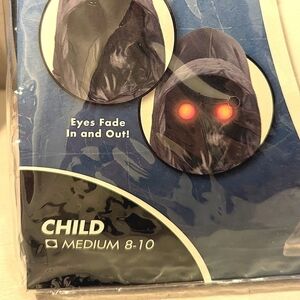 Eyes Fade
In and Out!
CHILD
MEDIUM 8-10